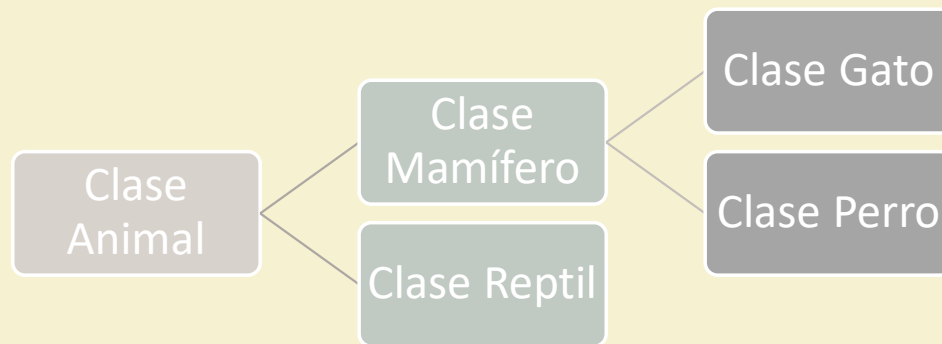 Clase
Animal
Clase
Mamífero
Clase Reptil
Clase Gato
Clase Perro